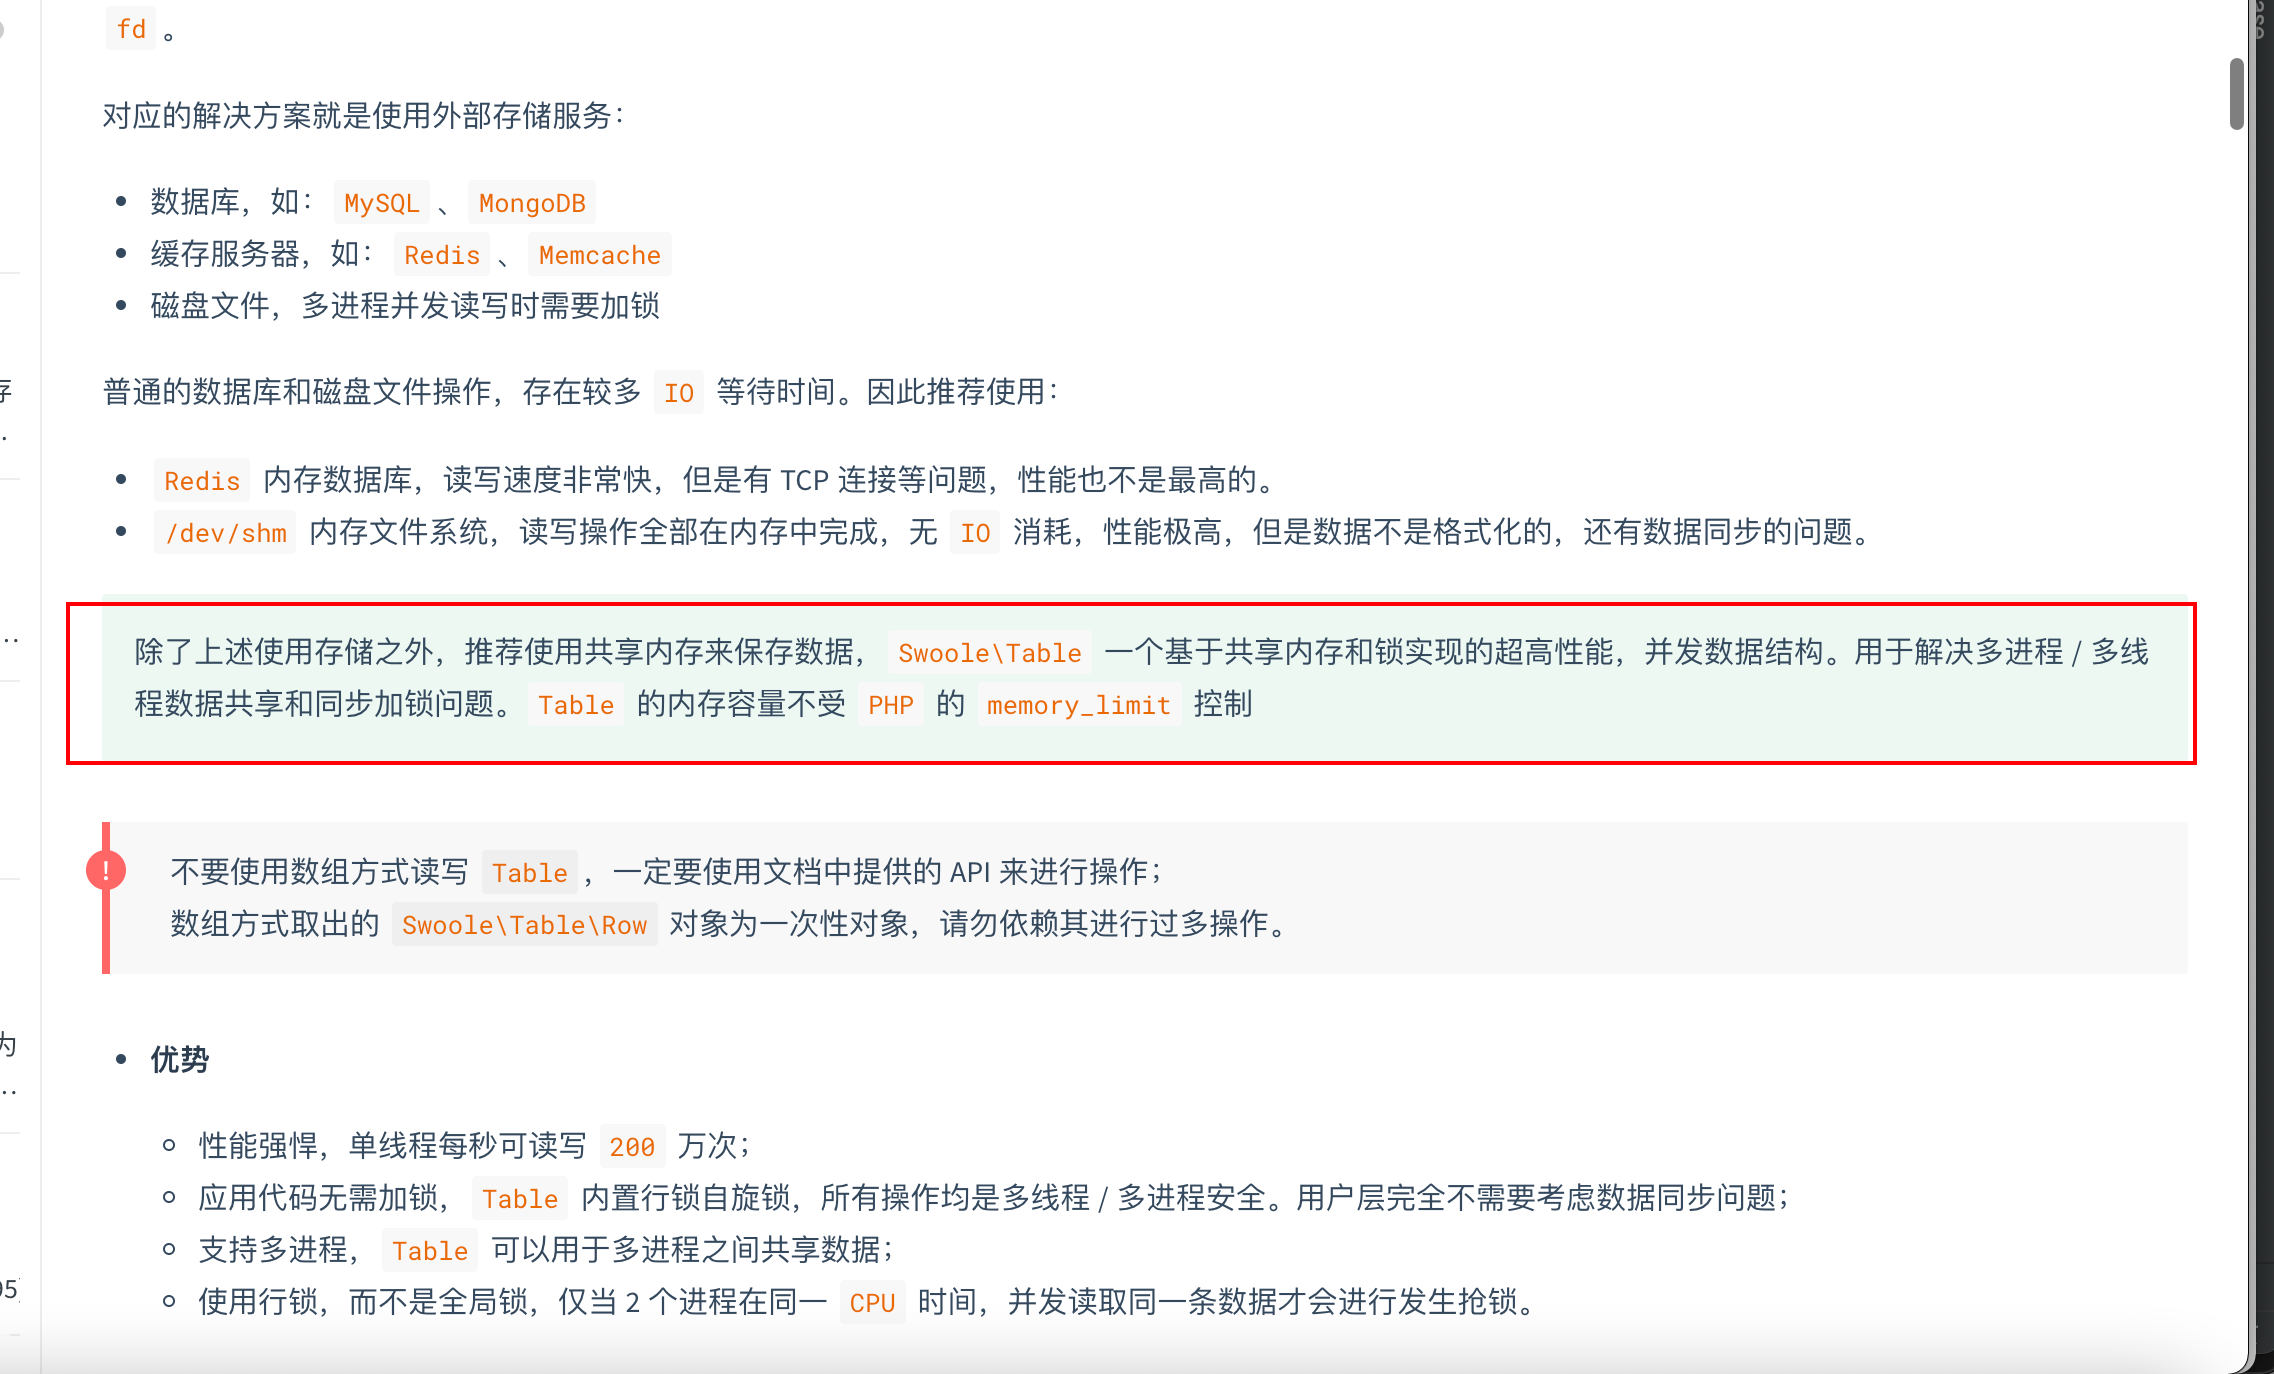 fd 。
对应的解决方案就是使用外部存储服务：
数据库，如： MySQL 、 MongoDB
缓存服务器，如： Redis 、 Memcache
磁盘文件，多进程并发读写时需要加锁
普通的数据库和磁盘文件操作，存在较多 IO 等待时间。因此推荐使用：
Redis 内存数据库，读写速度非常快，但是有 TCP 连接等问题，性能也不是最高的。
/dev/shm 内存文件系统，读写操作全部在内存中完成，无 IO 消耗，性能极高，但是数据不是格式化的，还有数据同步的问题。
除了上述使用存储之外，推荐使用共享内存来保存数据， Swoole\Table 一个基于共享内存和锁实现的超高性能，并发数据结构。用于解决多进程 / 多线
程数据共享和同步加锁问题。 Table 的内存容量不受 PHP 的 memory_limit 控制
不要使用数组方式读写 Table ，一定要使用文档中提供的 API 来进行操作；
数组方式取出的 Swoole\Table\Row 对象为一次性对象，请勿依赖其进行过多操作。
优势
性能强悍，单线程每秒可读写 200 万次；
应用代码无需加锁， Table 内置行锁自旋锁，所有操作均是多线程 / 多进程安全。用户层完全不需要考虑数据同步问题；
支持多进程， Table 可以用于多进程之间共享数据；
使用行锁，而不是全局锁，仅当 2 个进程在同一 CPU 时间，并发读取同一条数据才会进行发生抢锁。